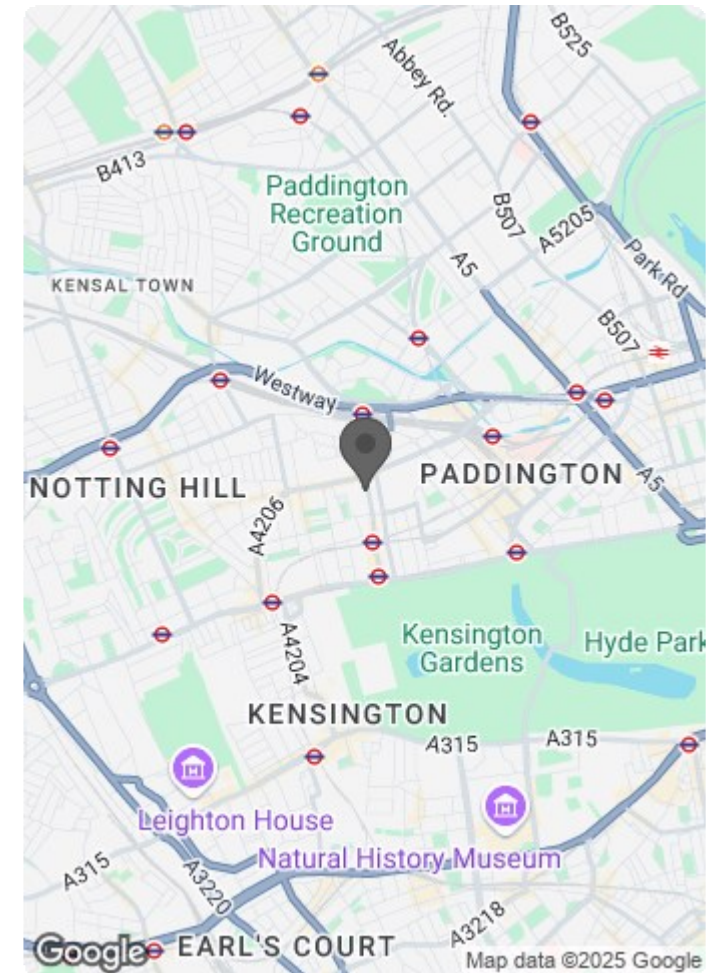 B525
Abbey Rd.
B413
Paddington
Recreation
Ground
B507
A5205
A5
Park Rd
KENSAL TOWN
B507
Westway
NOTTING HILL
PADDINGTON
A5
A4206
Kensington
Gardens
Hyde Park
A4204
KENSINGTON
A315
A315
Leighton House
Natural History Museum
A315
A3220
A3218
EARL'S COURT
Google
Map data ©2025 Google